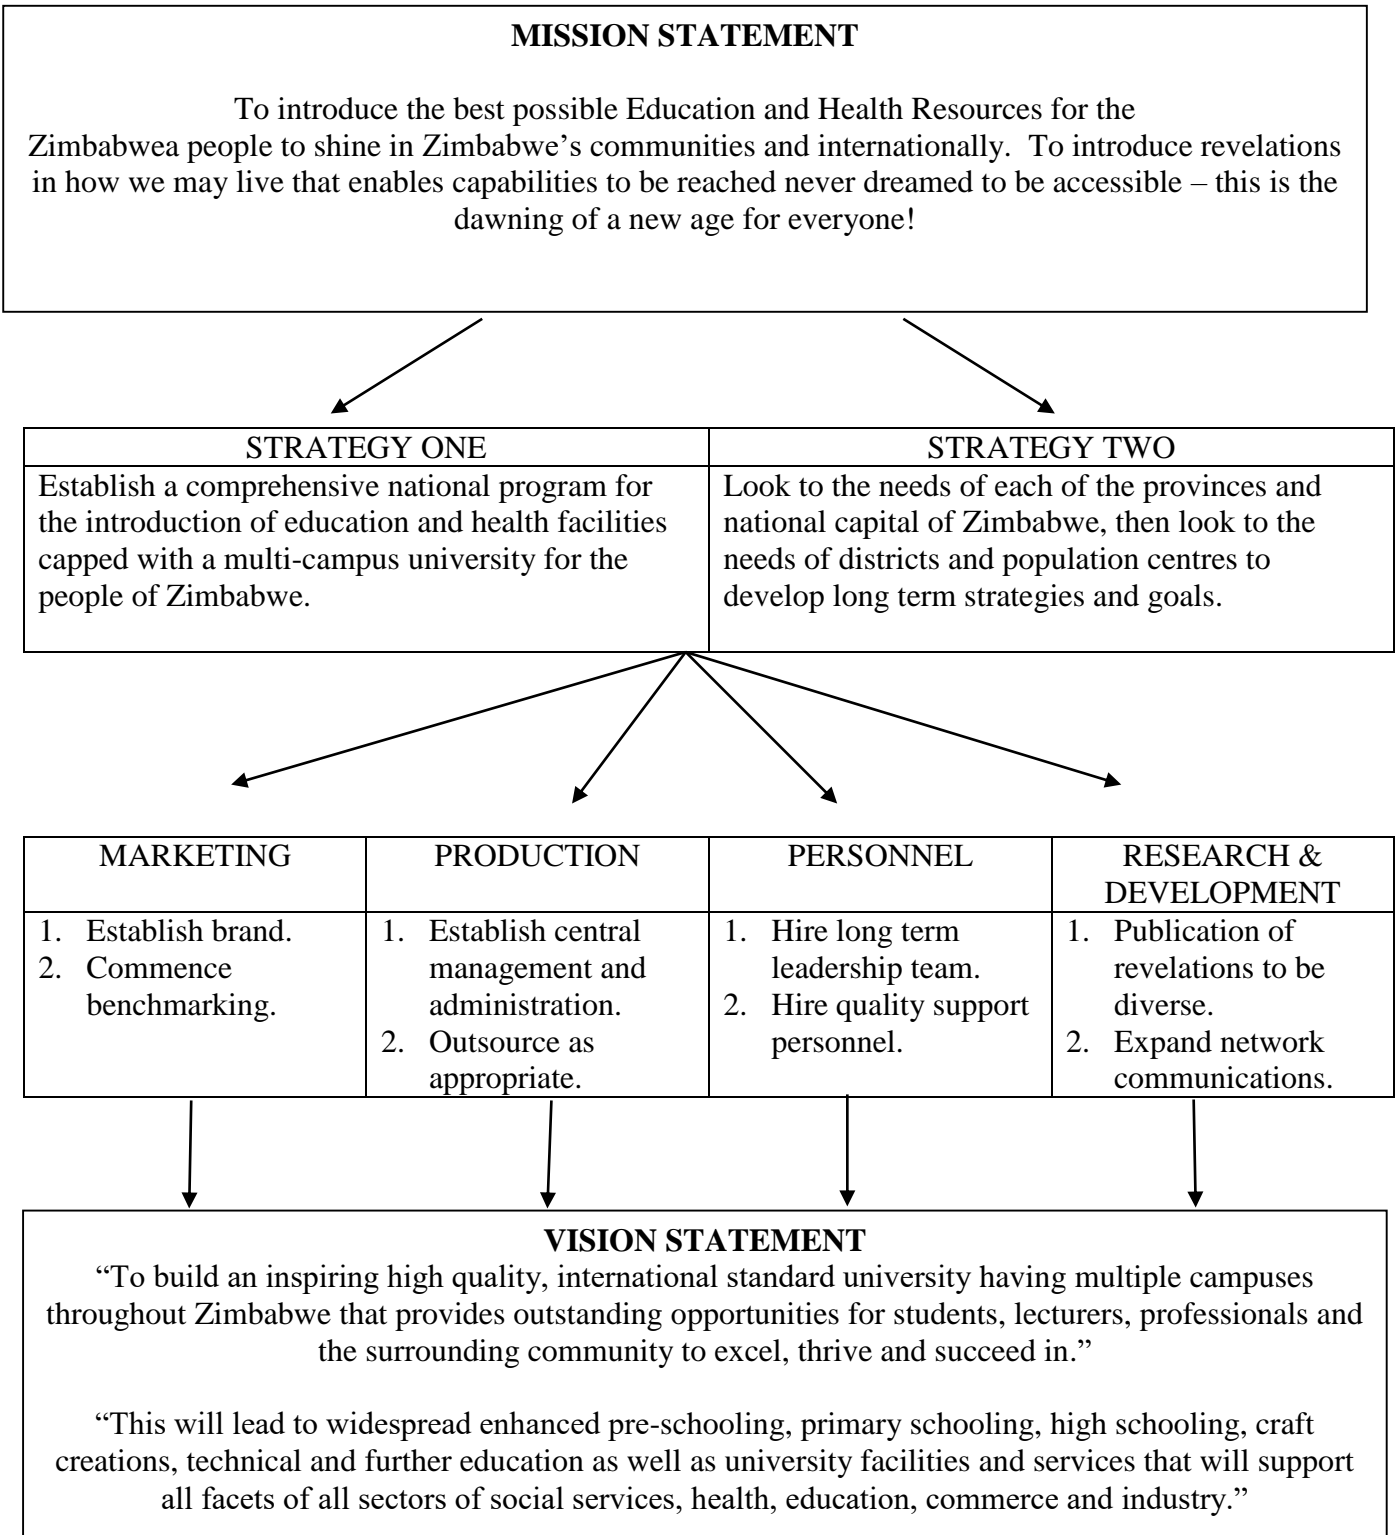 MISSION STATEMENT
To introduce the best possible Education and Health Resources for the
Zimbabwea people to shine in Zimbabwe’s communities and internationally.  To introduce revelations
in how we may live that enables capabilities to be reached never dreamed to be accessible – this is the
dawning of a new age for everyone!
STRATEGY ONE
Establish a comprehensive national program for
the introduction of education and health facilities
capped with a multi-campus university for the
people of Zimbabwe.
STRATEGY TWO
Look to the needs of each of the provinces and
national capital of Zimbabwe, then look to the
needs of districts and population centres to
develop long term strategies and goals.
MARKETING
1. Establish brand.
2. Commence
benchmarking.
PRODUCTION
1. Establish central
management and
administration.
2. Outsource as
appropriate.
PERSONNEL
1. Hire long term
leadership team.
2. Hire quality support
personnel.
RESEARCH &
DEVELOPMENT
1. Publication of
revelations to be
diverse.
2. Expand network
communications.
VISION STATEMENT
“To build an inspiring high quality, international standard university having multiple campuses
throughout Zimbabwe that provides outstanding opportunities for students, lecturers, professionals and
the surrounding community to excel, thrive and succeed in.”
“This will lead to widespread enhanced pre-schooling, primary schooling, high schooling, craft
creations, technical and further education as well as university facilities and services that will support
all facets of all sectors of social services, health, education, commerce and industry.”